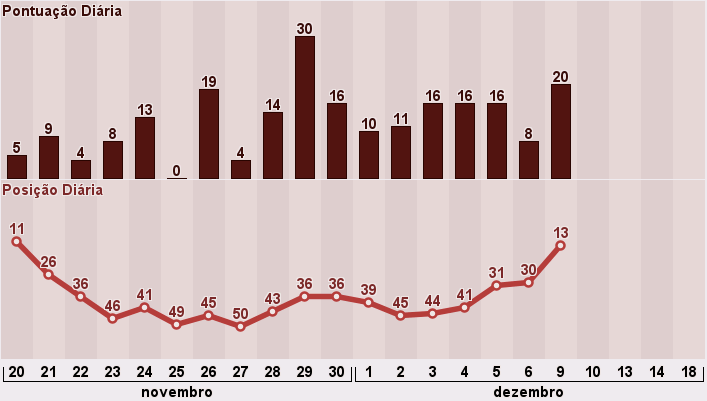 Pontuação Diária
5 9 4 8 13 0 19 4 14 30 16 10 11 16 16 16 8 20
Posição Diária
11 26 36 46 41 49 45 50 43 36 36 39 45 44 41 31 30 13
20 21 22 23 24 25 26 27 28 29 30 1 2 3 4 5 6 9 10 13 14 18
novembro dezembro